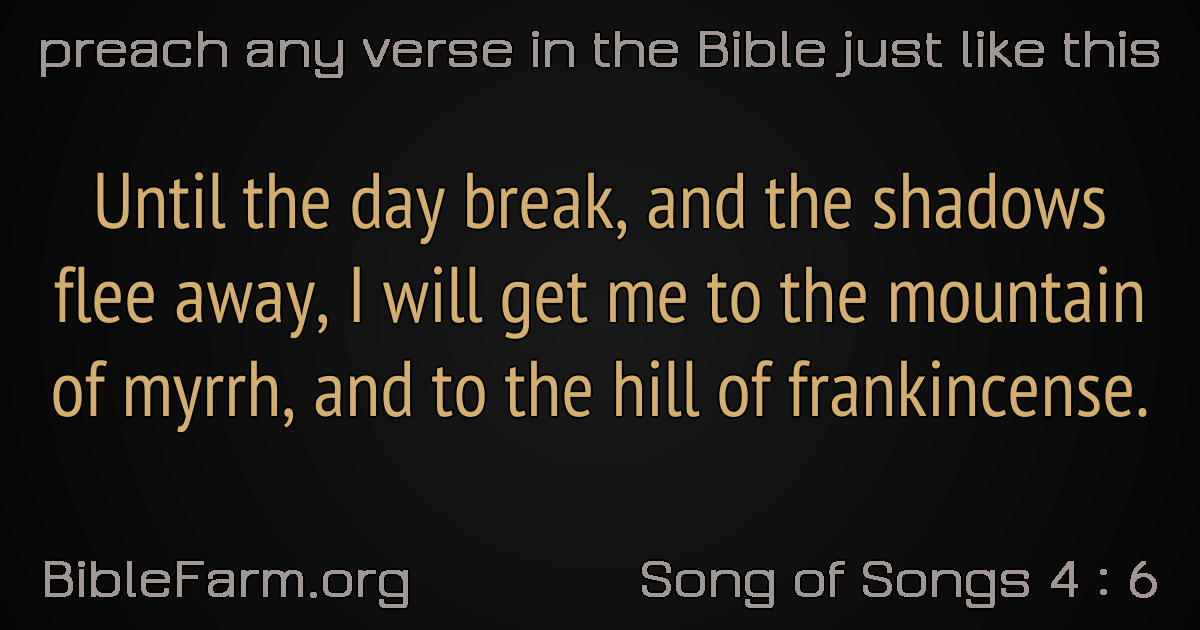 preach any verse in the Bible just like this
Until the day break, and the shadows
flee away, I will get me to the mountain
of myrrh, and to the hill of frankincense.
BibleFarm.org
Song of Songs 4 : 6